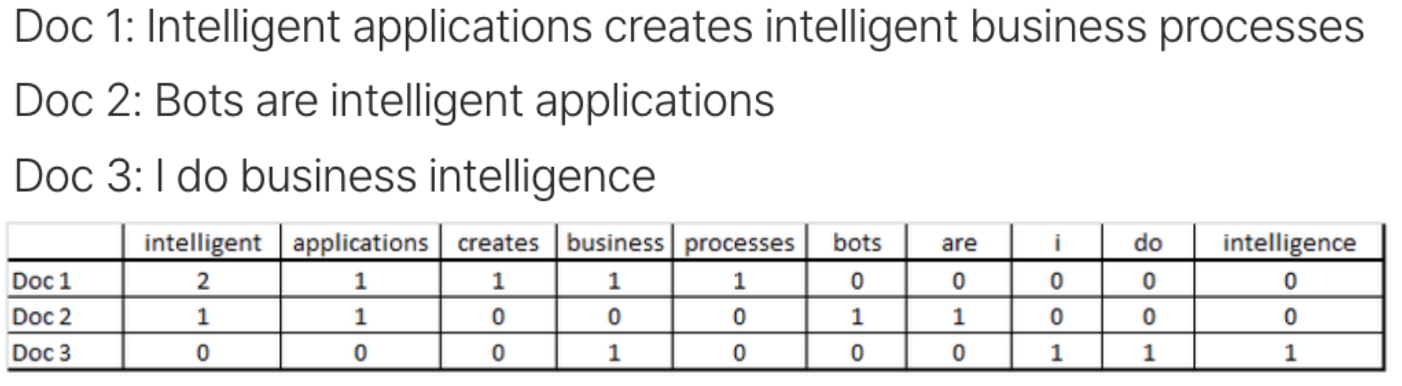 Doc 1: Intelligent applications creates intelligent business processes
Doc 2: Bots are intelligent applications
Doc 3: I do business intelligence
intelligent applications creates business processes bots are i do intelligence
Doc 1 2 1 1 1 1 0 0 0 0 0
Doc 2 1 1 0 0 0 1 1 0 0 0
Doc 3 0 0 0 1 0 0 0 1 1 1